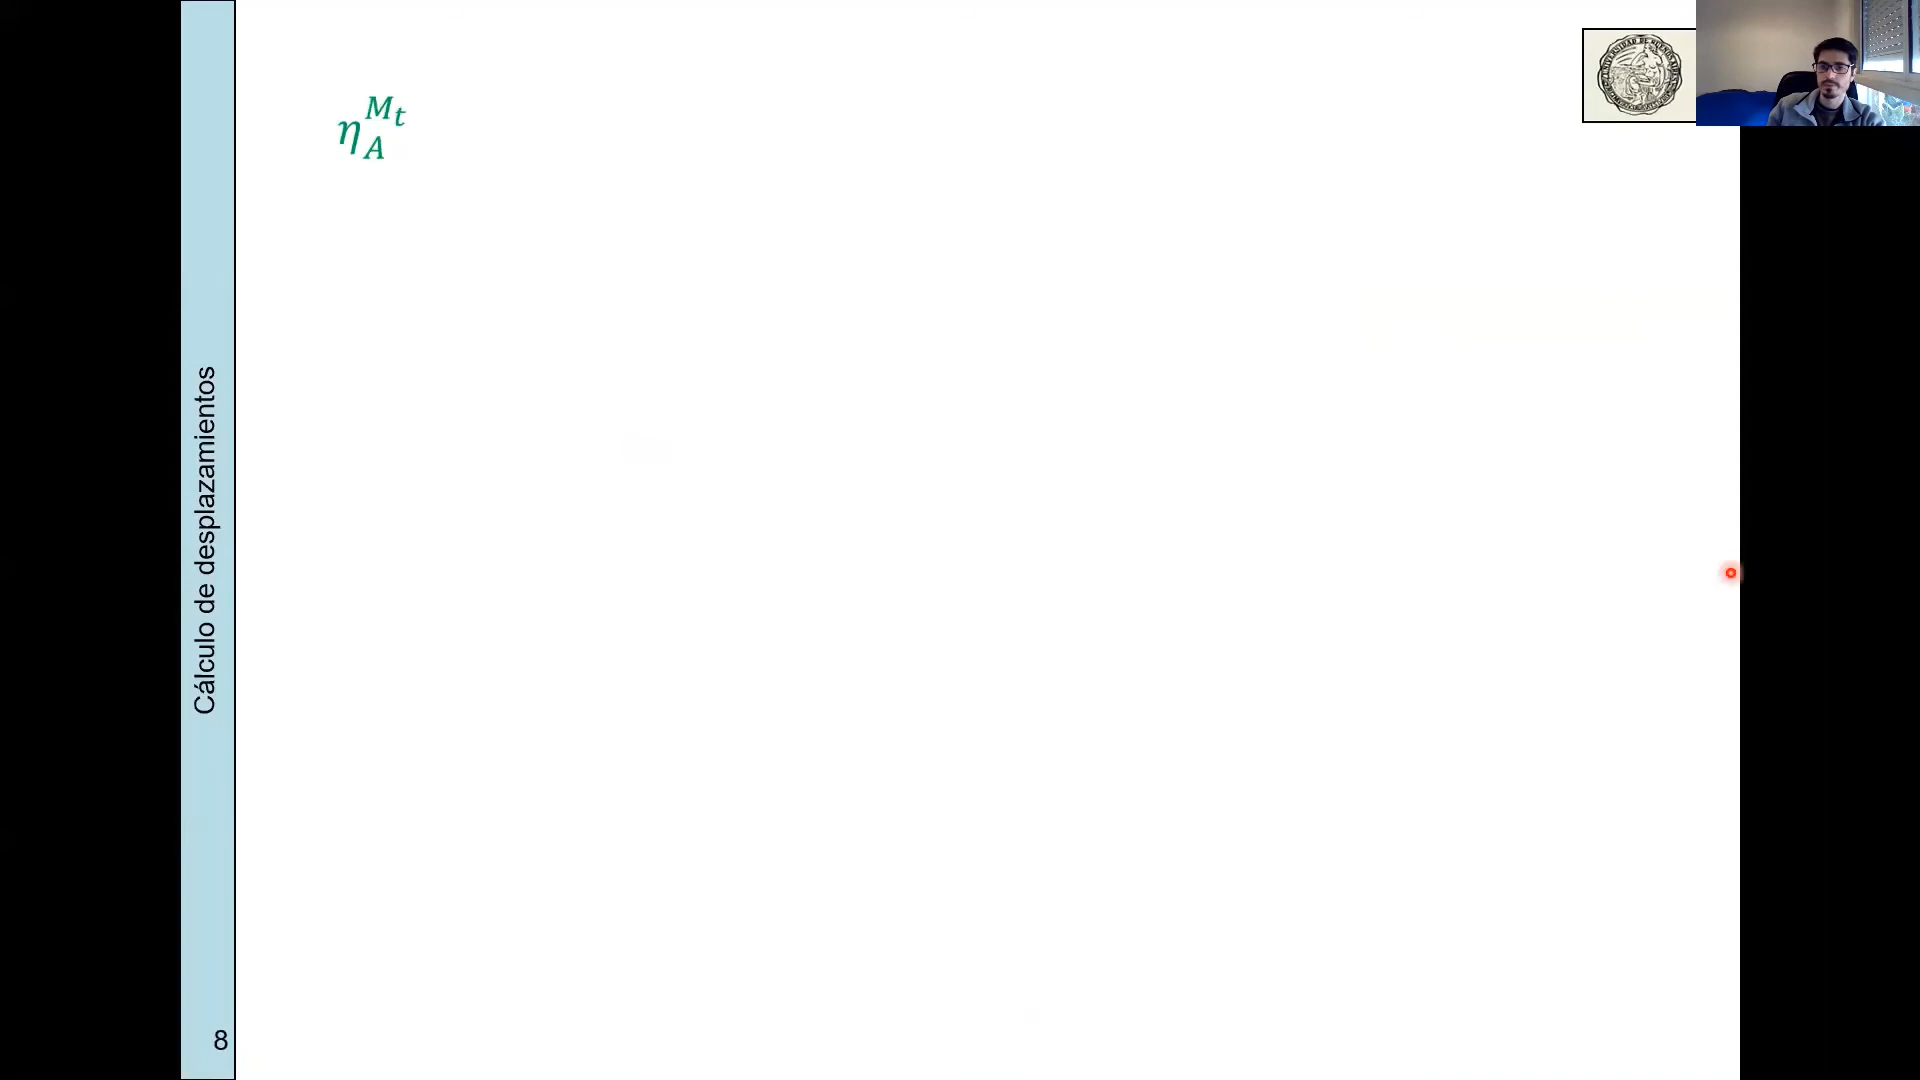 η_A^{M_t}
Cálculo de desplazamientos
8